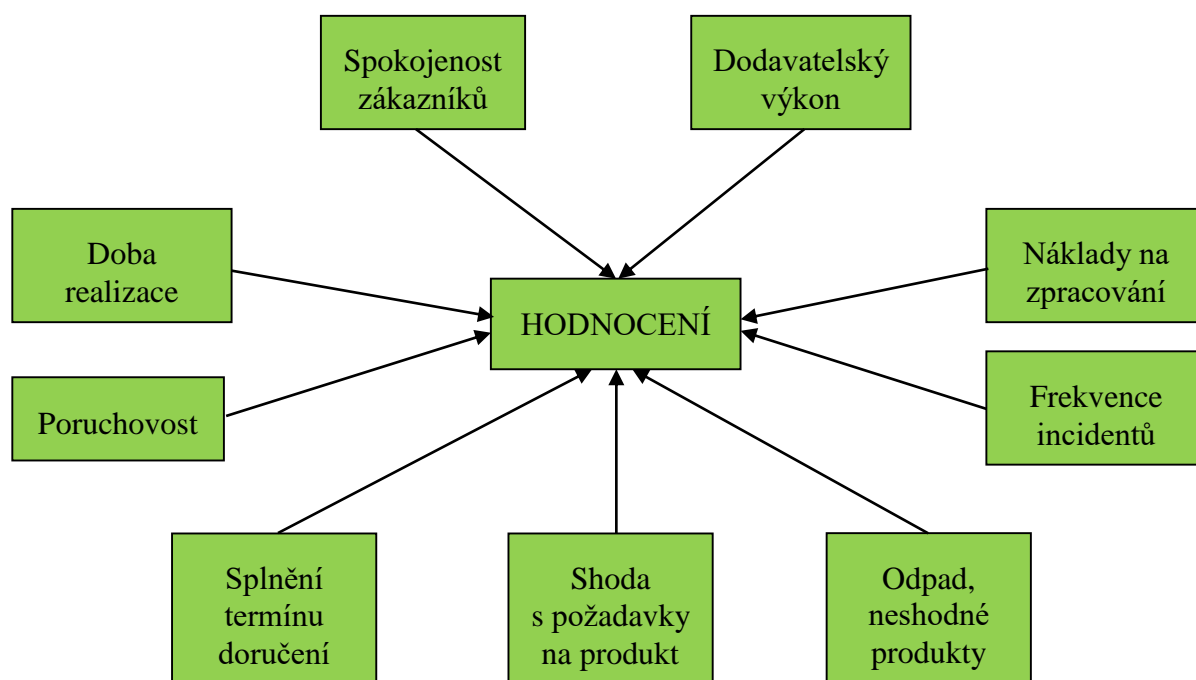 Spokojenost
zákazníků
Dodavatelský
výkon
Doba
realizace
Náklady na
zpracování
HODNOCENÍ
Poruchovost
Frekvence
incidentů
Splnění
termínu
doručení
Shoda
s požadavky
na produkt
Odpad,
neshodné
produkty